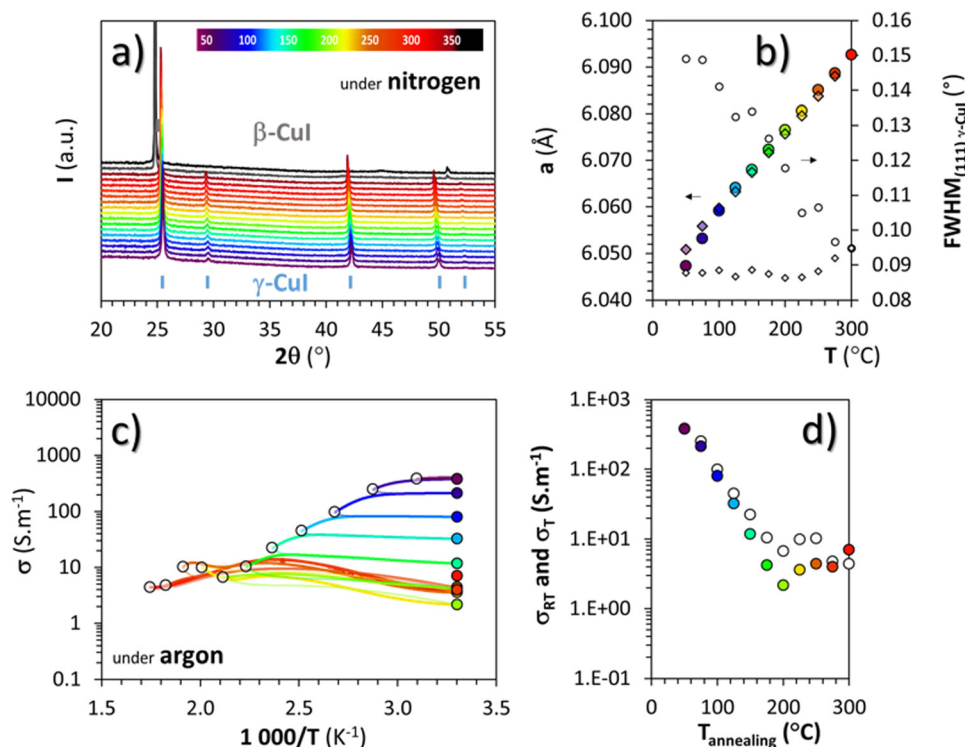 a)
50 100 150 200 250 300 350
under nitrogen
β-CuI
γ-CuI
I (a.u.)
20 25 30 35 40 45 50 55
2θ (°)
b)
6.100
6.090
6.080
6.070
6.060
6.050
6.040
a (Å)
0.16
0.15
0.14
0.13
0.12
0.11
0.10
0.09
0.08
FWHM(111) γ-CuI (°)
0 100 200 300
T (°C)
c)
10000
1000
100
10
1
0.1
σ (S.m-1)
under argon
1.5 2.0 2.5 3.0 3.5
1 000/T (K-1)
d)
1.E+03
1.E+02
1.E+01
1.E+00
1.E-01
σRT and σT (S.m-1)
0 100 200 300
Tannealing (°C)